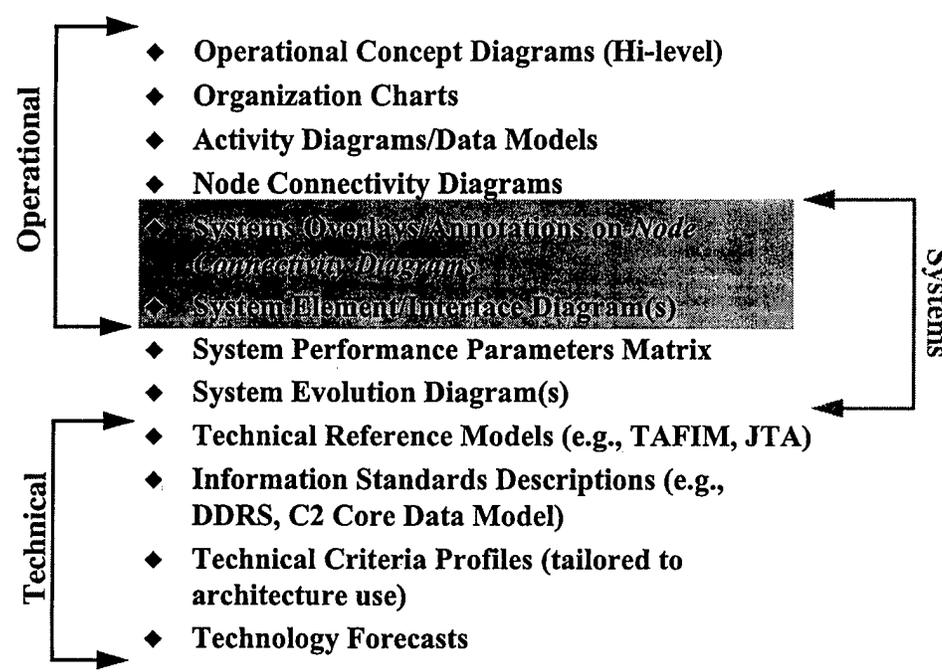 Operational
◆ Operational Concept Diagrams (Hi-level)
◆ Organization Charts
◆ Activity Diagrams/Data Models
◆ Node Connectivity Diagrams
◆ Systems Overlays/Annotations on Node
Connectivity Diagrams
◆ System Element/Interface Diagram(s)
Systems
◆ System Performance Parameters Matrix
◆ System Evolution Diagram(s)
Technical
◆ Technical Reference Models (e.g., TAFIM, JTA)
◆ Information Standards Descriptions (e.g.,
DDRS, C2 Core Data Model)
◆ Technical Criteria Profiles (tailored to
architecture use)
◆ Technology Forecasts